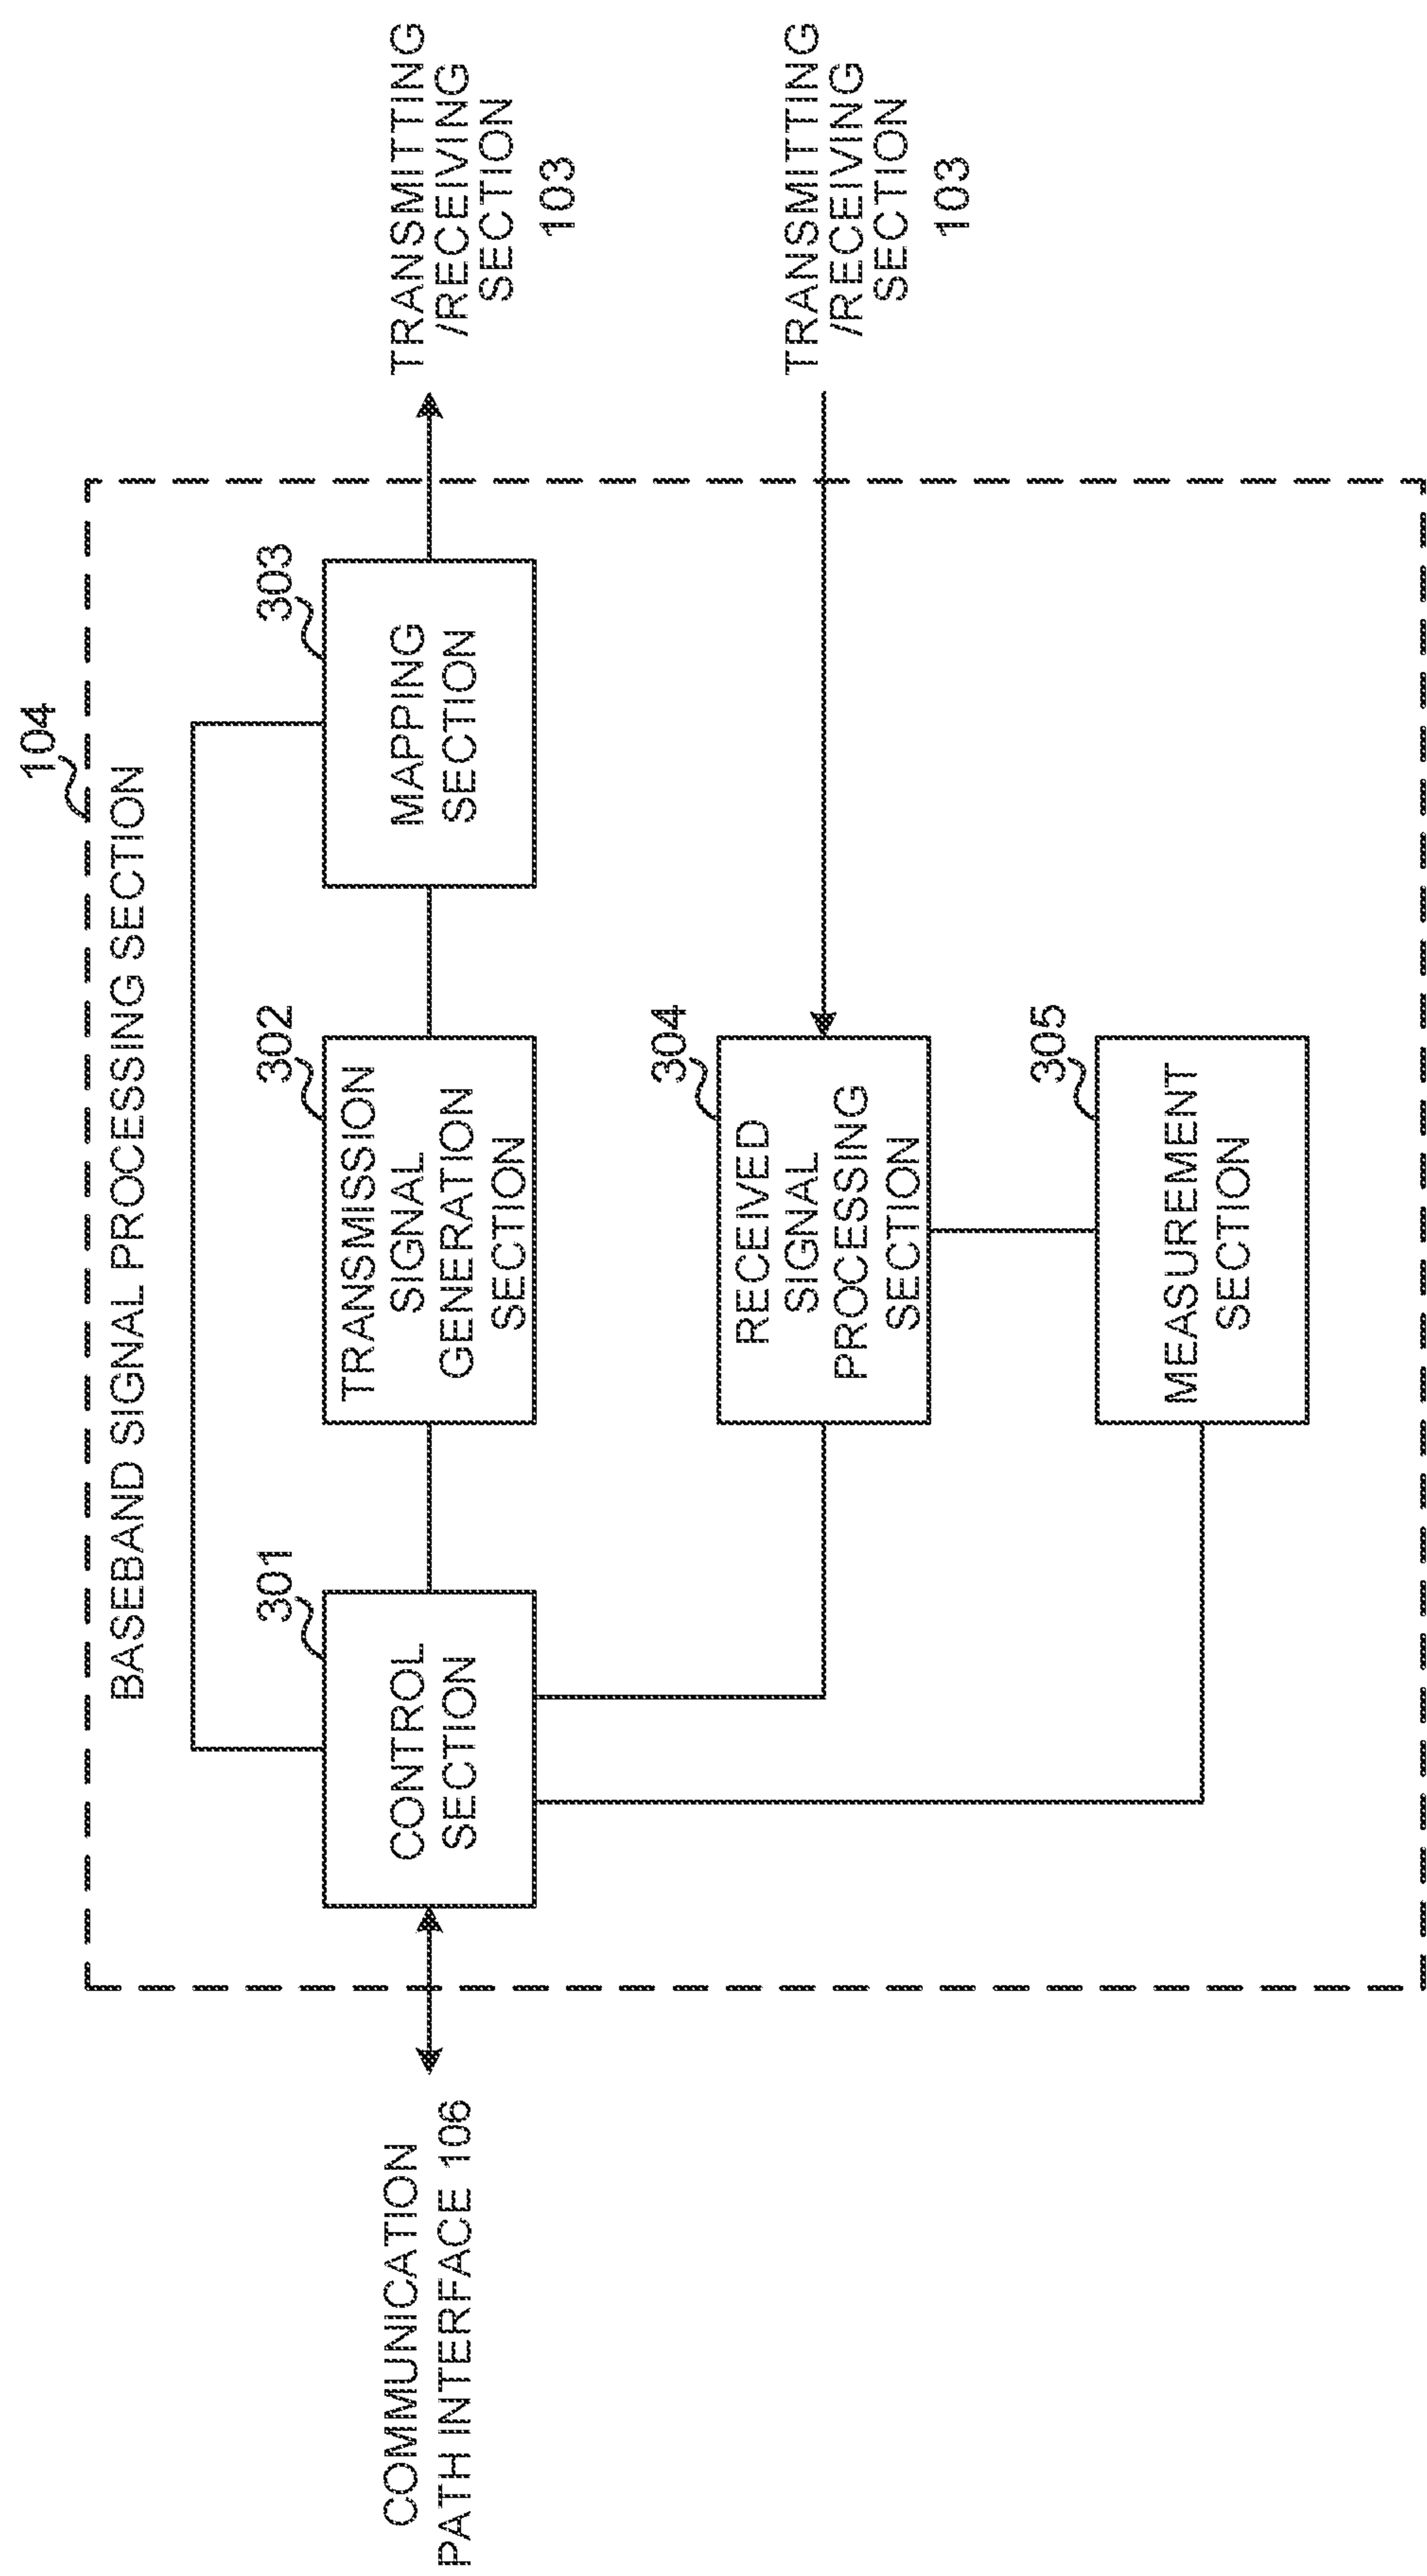 104
BASEBAND SIGNAL PROCESSING SECTION
COMMUNICATION
PATH INTERFACE 106
301
CONTROL
SECTION
302
TRANSMISSION
SIGNAL
GENERATION
SECTION
303
MAPPING
SECTION
TRANSMITTING
/RECEIVING
SECTION
103
304
RECEIVED
SIGNAL
PROCESSING
SECTION
TRANSMITTING
/RECEIVING
SECTION
103
305
MEASUREMENT
SECTION